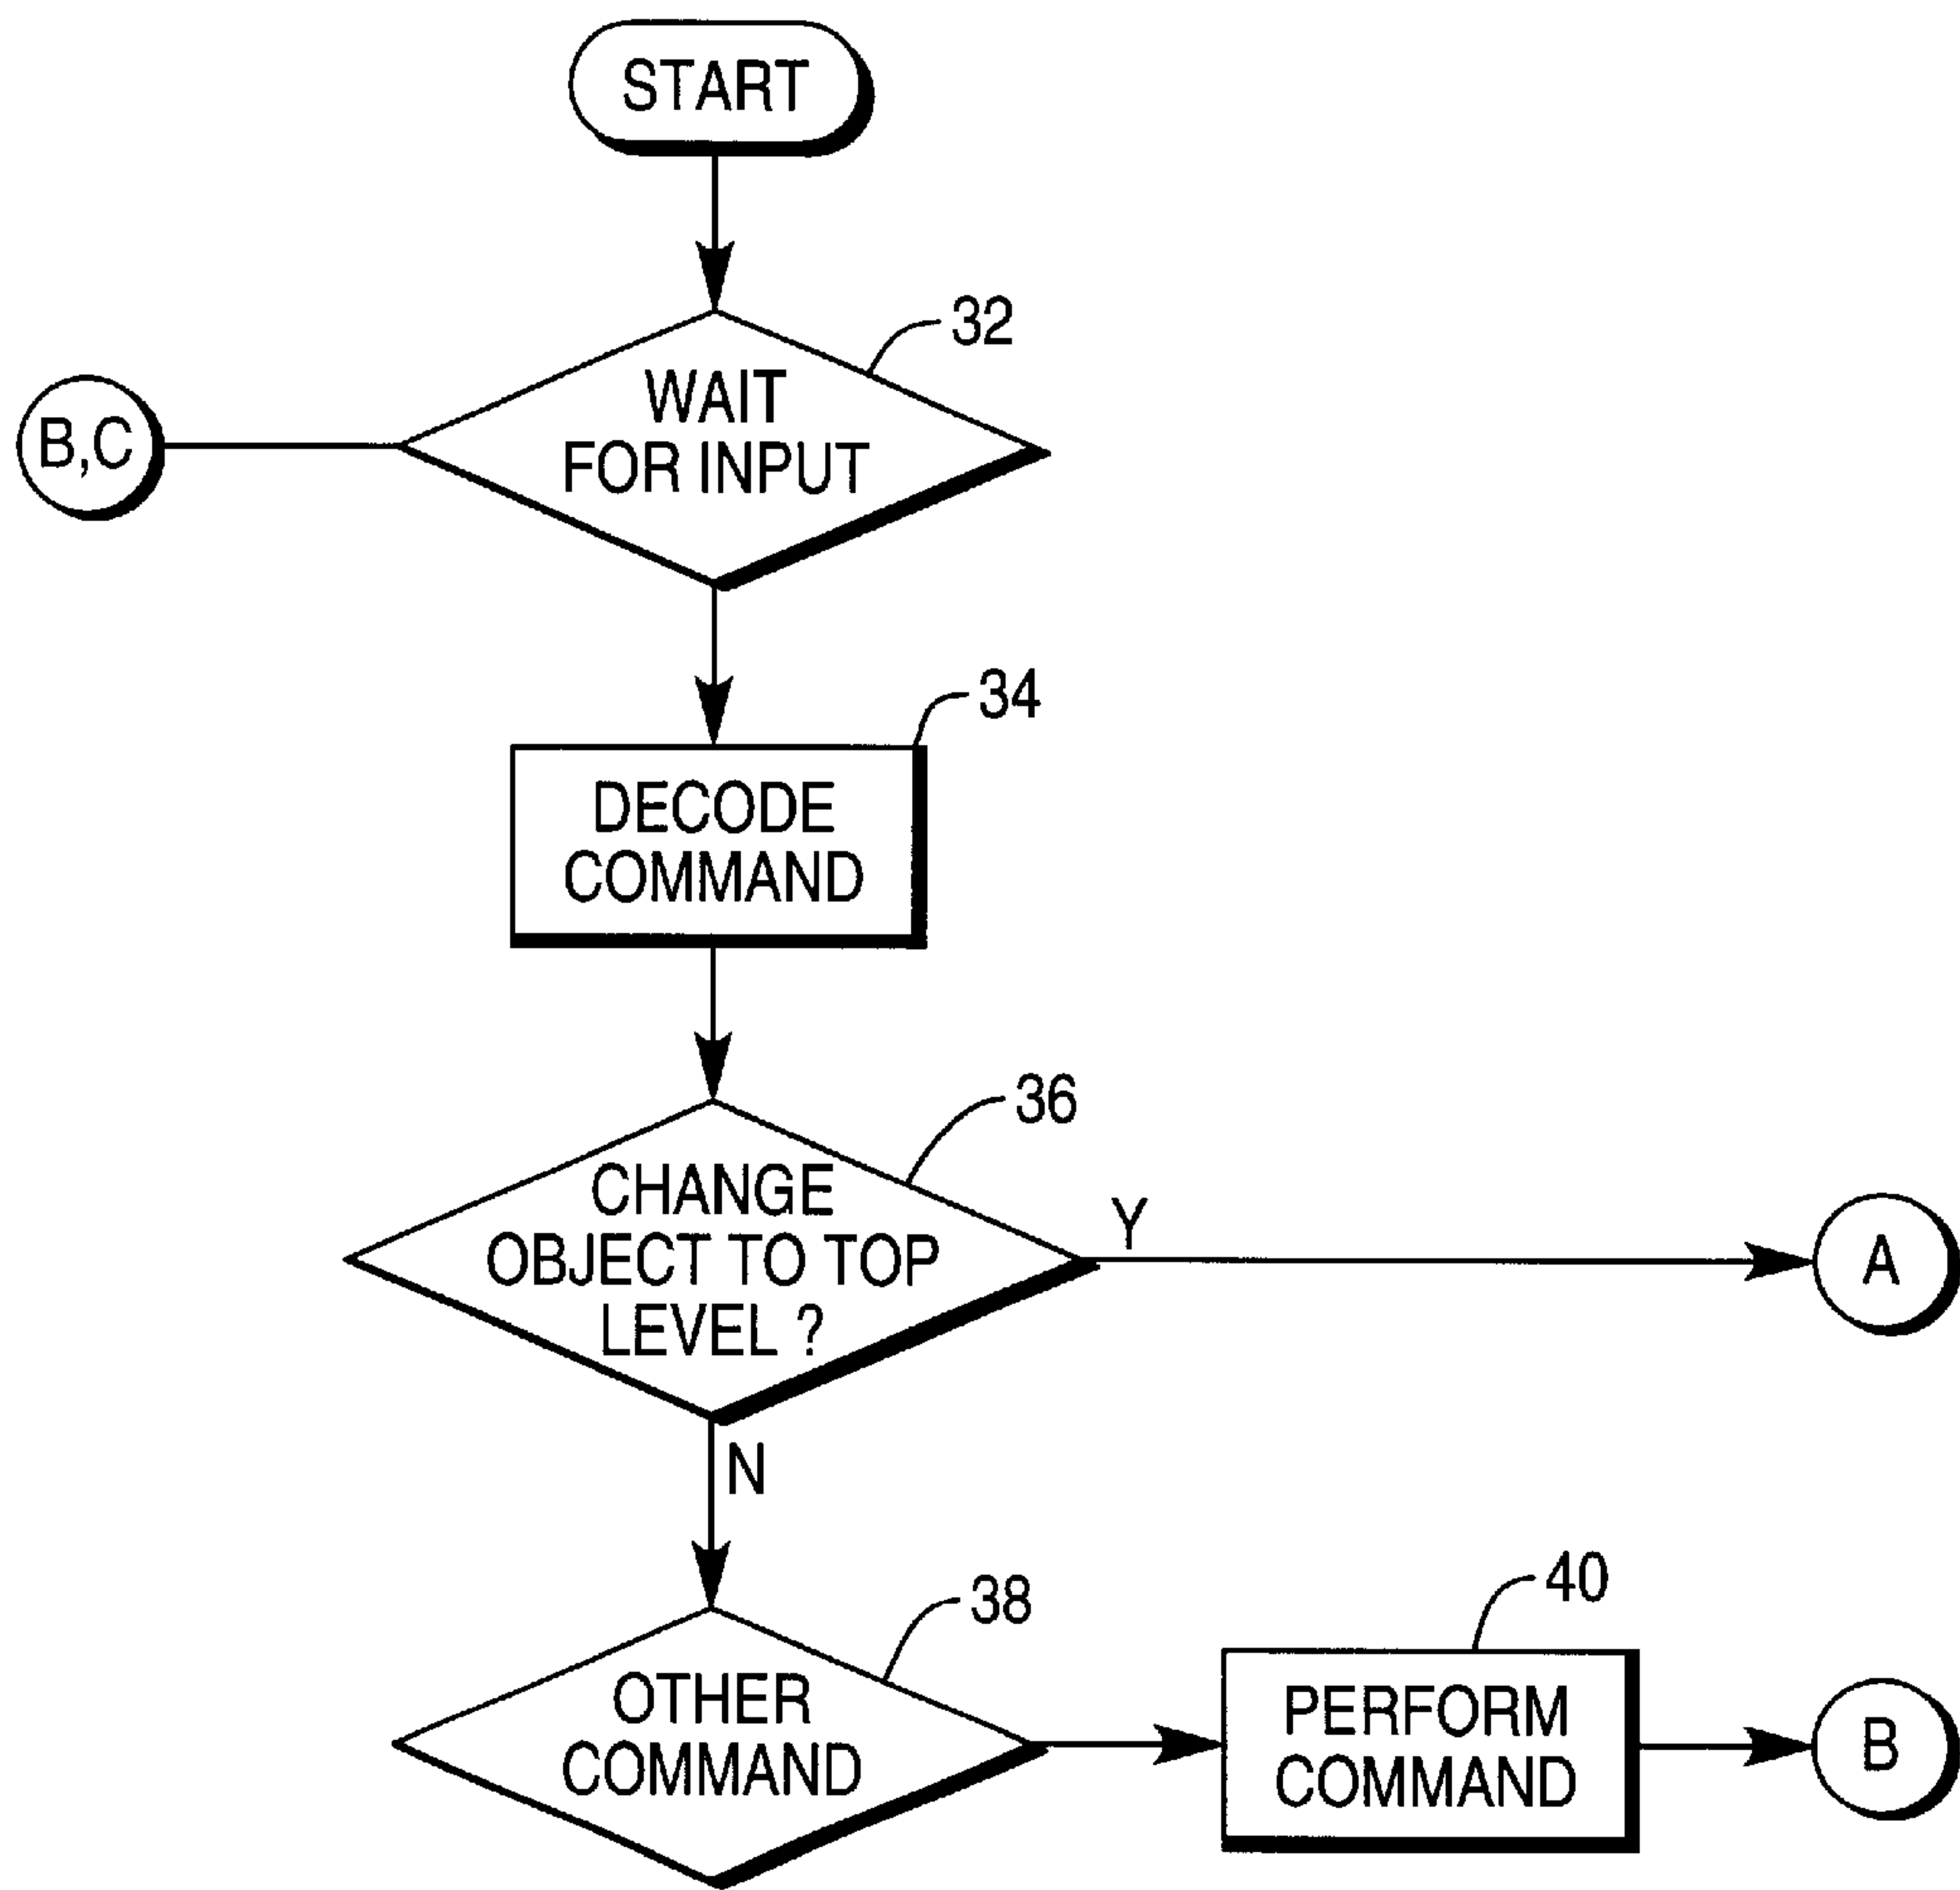 START
32
WAIT
FOR INPUT
B,C
34
DECODE
COMMAND
36
CHANGE
OBJECT TO TOP
LEVEL ?
Y
A
N
38
OTHER
COMMAND
40
PERFORM
COMMAND
B